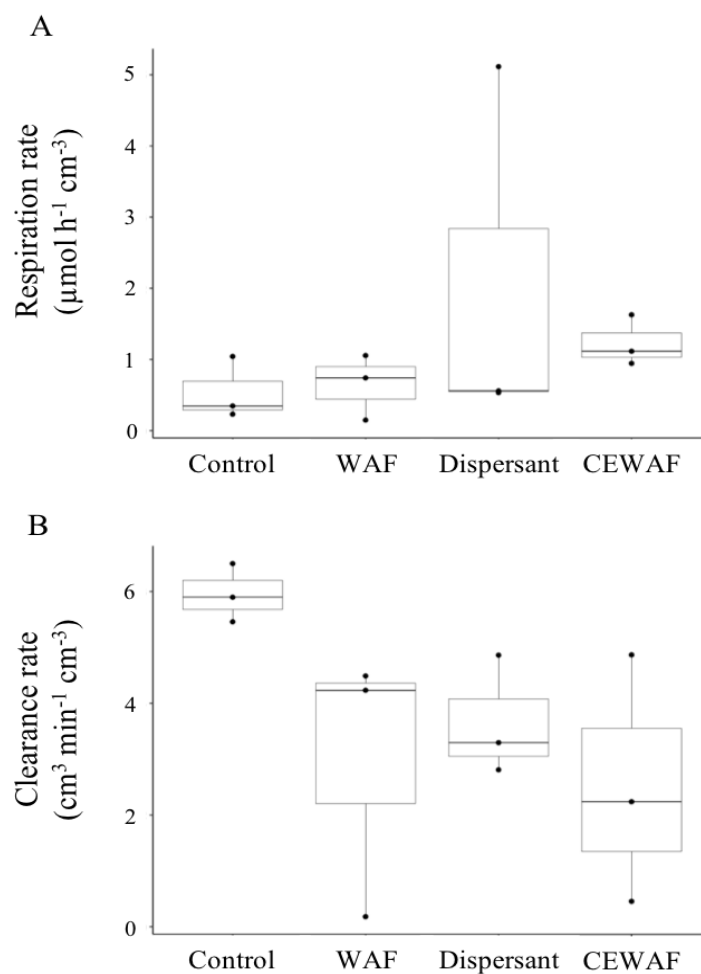 A
Respiration rate
(µmol h⁻¹ cm⁻³)
5
4
3
2
1
0
Control WAF Dispersant CEWAF
B
Clearance rate
(cm³ min⁻¹ cm⁻³)
6
4
2
0
Control WAF Dispersant CEWAF